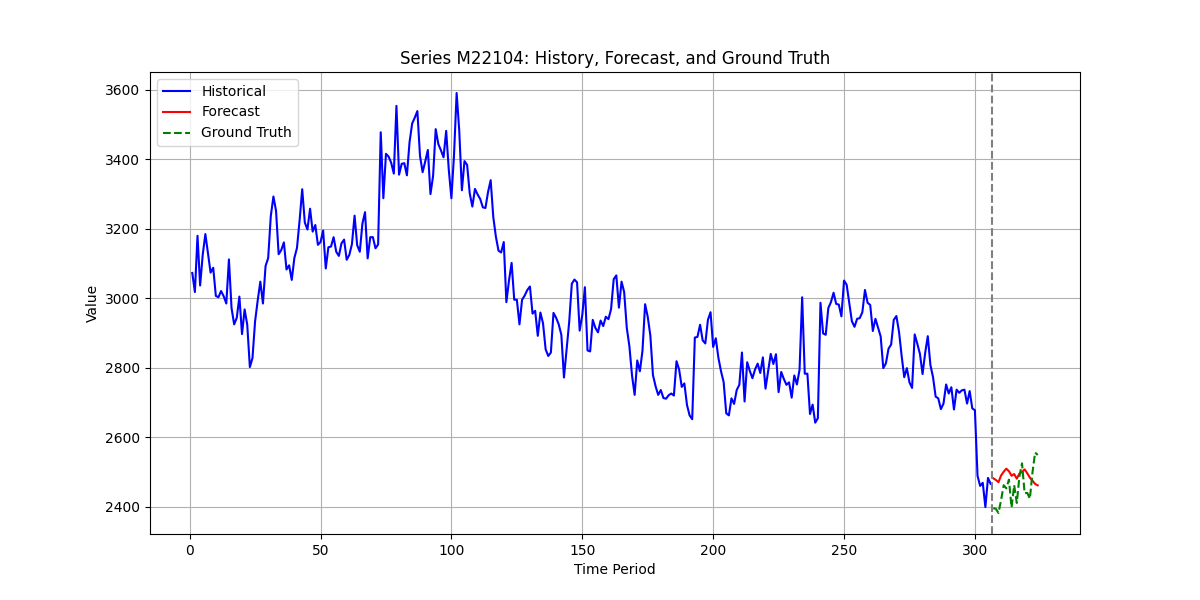 Series M22104: History, Forecast, and Ground Truth
Historical
Forecast
Ground Truth
Value
3600
3400
3200
3000
2800
2600
2400
0 50 100 150 200 250 300
Time Period